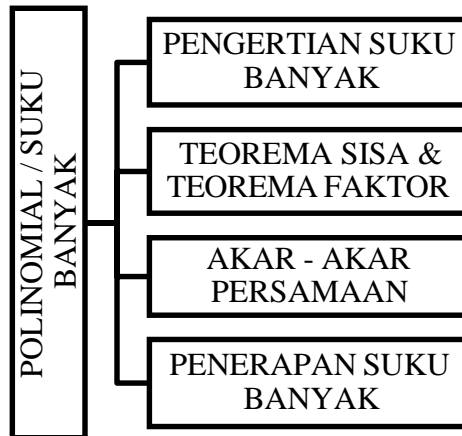 POLINOMIAL / SUKU
BANYAK
PENGERTIAN SUKU
BANYAK
TEOREMA SISA &
TEOREMA FAKTOR
AKAR - AKAR
PERSAMAAN
PENERAPAN SUKU
BANYAK